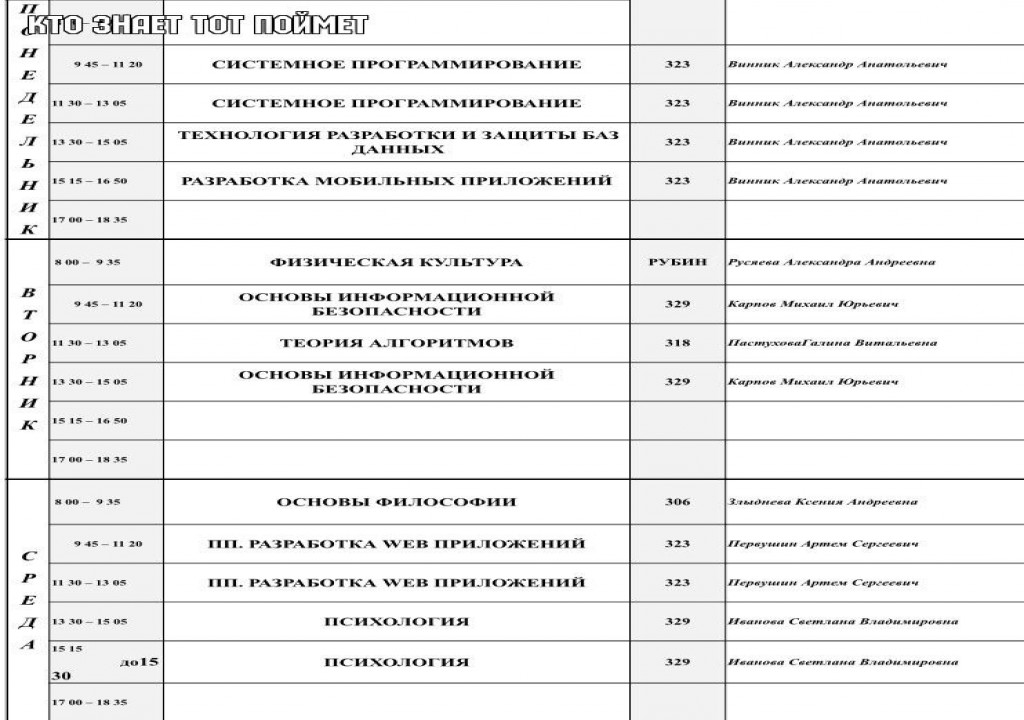 ПОНЕДЕЛЬНИК
КТО ЗНАЕТ ТОТ ПОЙМЕТ
9 45 – 11 20 СИСТЕМНОЕ ПРОГРАММИРОВАНИЕ 323 Винник Александр Анатольевич
11 30 – 13 05 СИСТЕМНОЕ ПРОГРАММИРОВАНИЕ 323 Винник Александр Анатольевич
13 30 – 15 05 ТЕХНОЛОГИЯ РАЗРАБОТКИ И ЗАЩИТЫ БАЗ
ДАННЫХ 323 Винник Александр Анатольевич
15 15 – 16 50 РАЗРАБОТКА МОБИЛЬНЫХ ПРИЛОЖЕНИЙ 323 Винник Александр Анатольевич
17 00 – 18 35
ВТОРНИК
8 00 – 9 35 ФИЗИЧЕСКАЯ КУЛЬТУРА РУБИН Русяева Александра Андреевна
9 45 – 11 20 ОСНОВЫ ИНФОРМАЦИОННОЙ
БЕЗОПАСНОСТИ 329 Карпов Михаил Юрьевич
11 30 – 13 05 ТЕОРИЯ АЛГОРИТМОВ 318 ПастуховаГалина Витальевна
13 30 – 15 05 ОСНОВЫ ИНФОРМАЦИОННОЙ
БЕЗОПАСНОСТИ 329 Карпов Михаил Юрьевич
15 15 – 16 50
17 00 – 18 35
СРЕДА
8 00 – 9 35 ОСНОВЫ ФИЛОСОФИИ 306 Злыднева Ксения Андреевна
9 45 – 11 20 ПП. РАЗРАБОТКА WEB ПРИЛОЖЕНИЙ 323 Первушин Артем Сергеевич
11 30 – 13 05 ПП. РАЗРАБОТКА WEB ПРИЛОЖЕНИЙ 323 Первушин Артем Сергеевич
13 30 – 15 05 ПСИХОЛОГИЯ 329 Иванова Светлана Владимировна
15 15
до15 ПСИХОЛОГИЯ 329 Иванова Светлана Владимировна
30
17 00 – 18 35